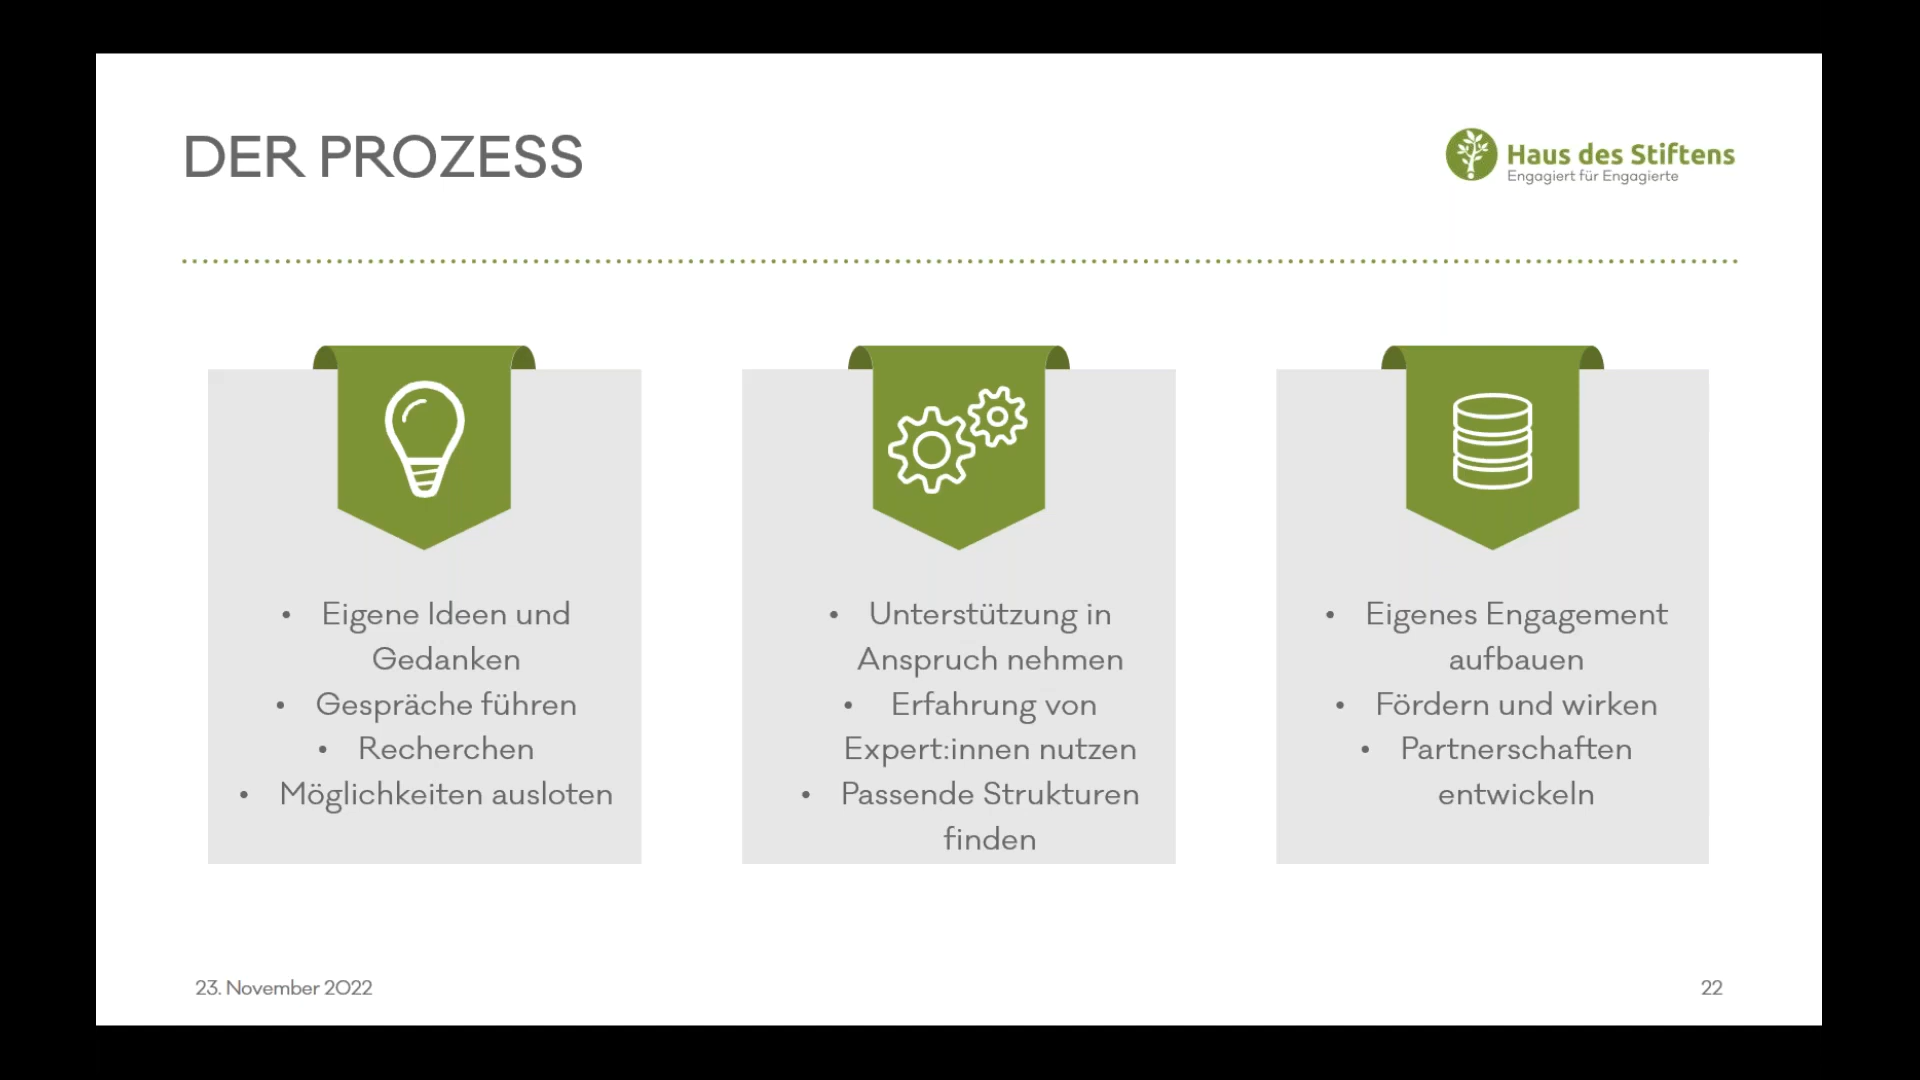 DER PROZESS
Haus des Stiftens
Engagiert für Engagierte
• Eigene Ideen und
Gedanken
• Gespräche führen
• Recherchen
• Möglichkeiten ausloten
• Unterstützung in
Anspruch nehmen
• Erfahrung von
Expert:innen nutzen
• Passende Strukturen
finden
• Eigenes Engagement
aufbauen
• Fördern und wirken
• Partnerschaften
entwickeln
23. November 2022
22